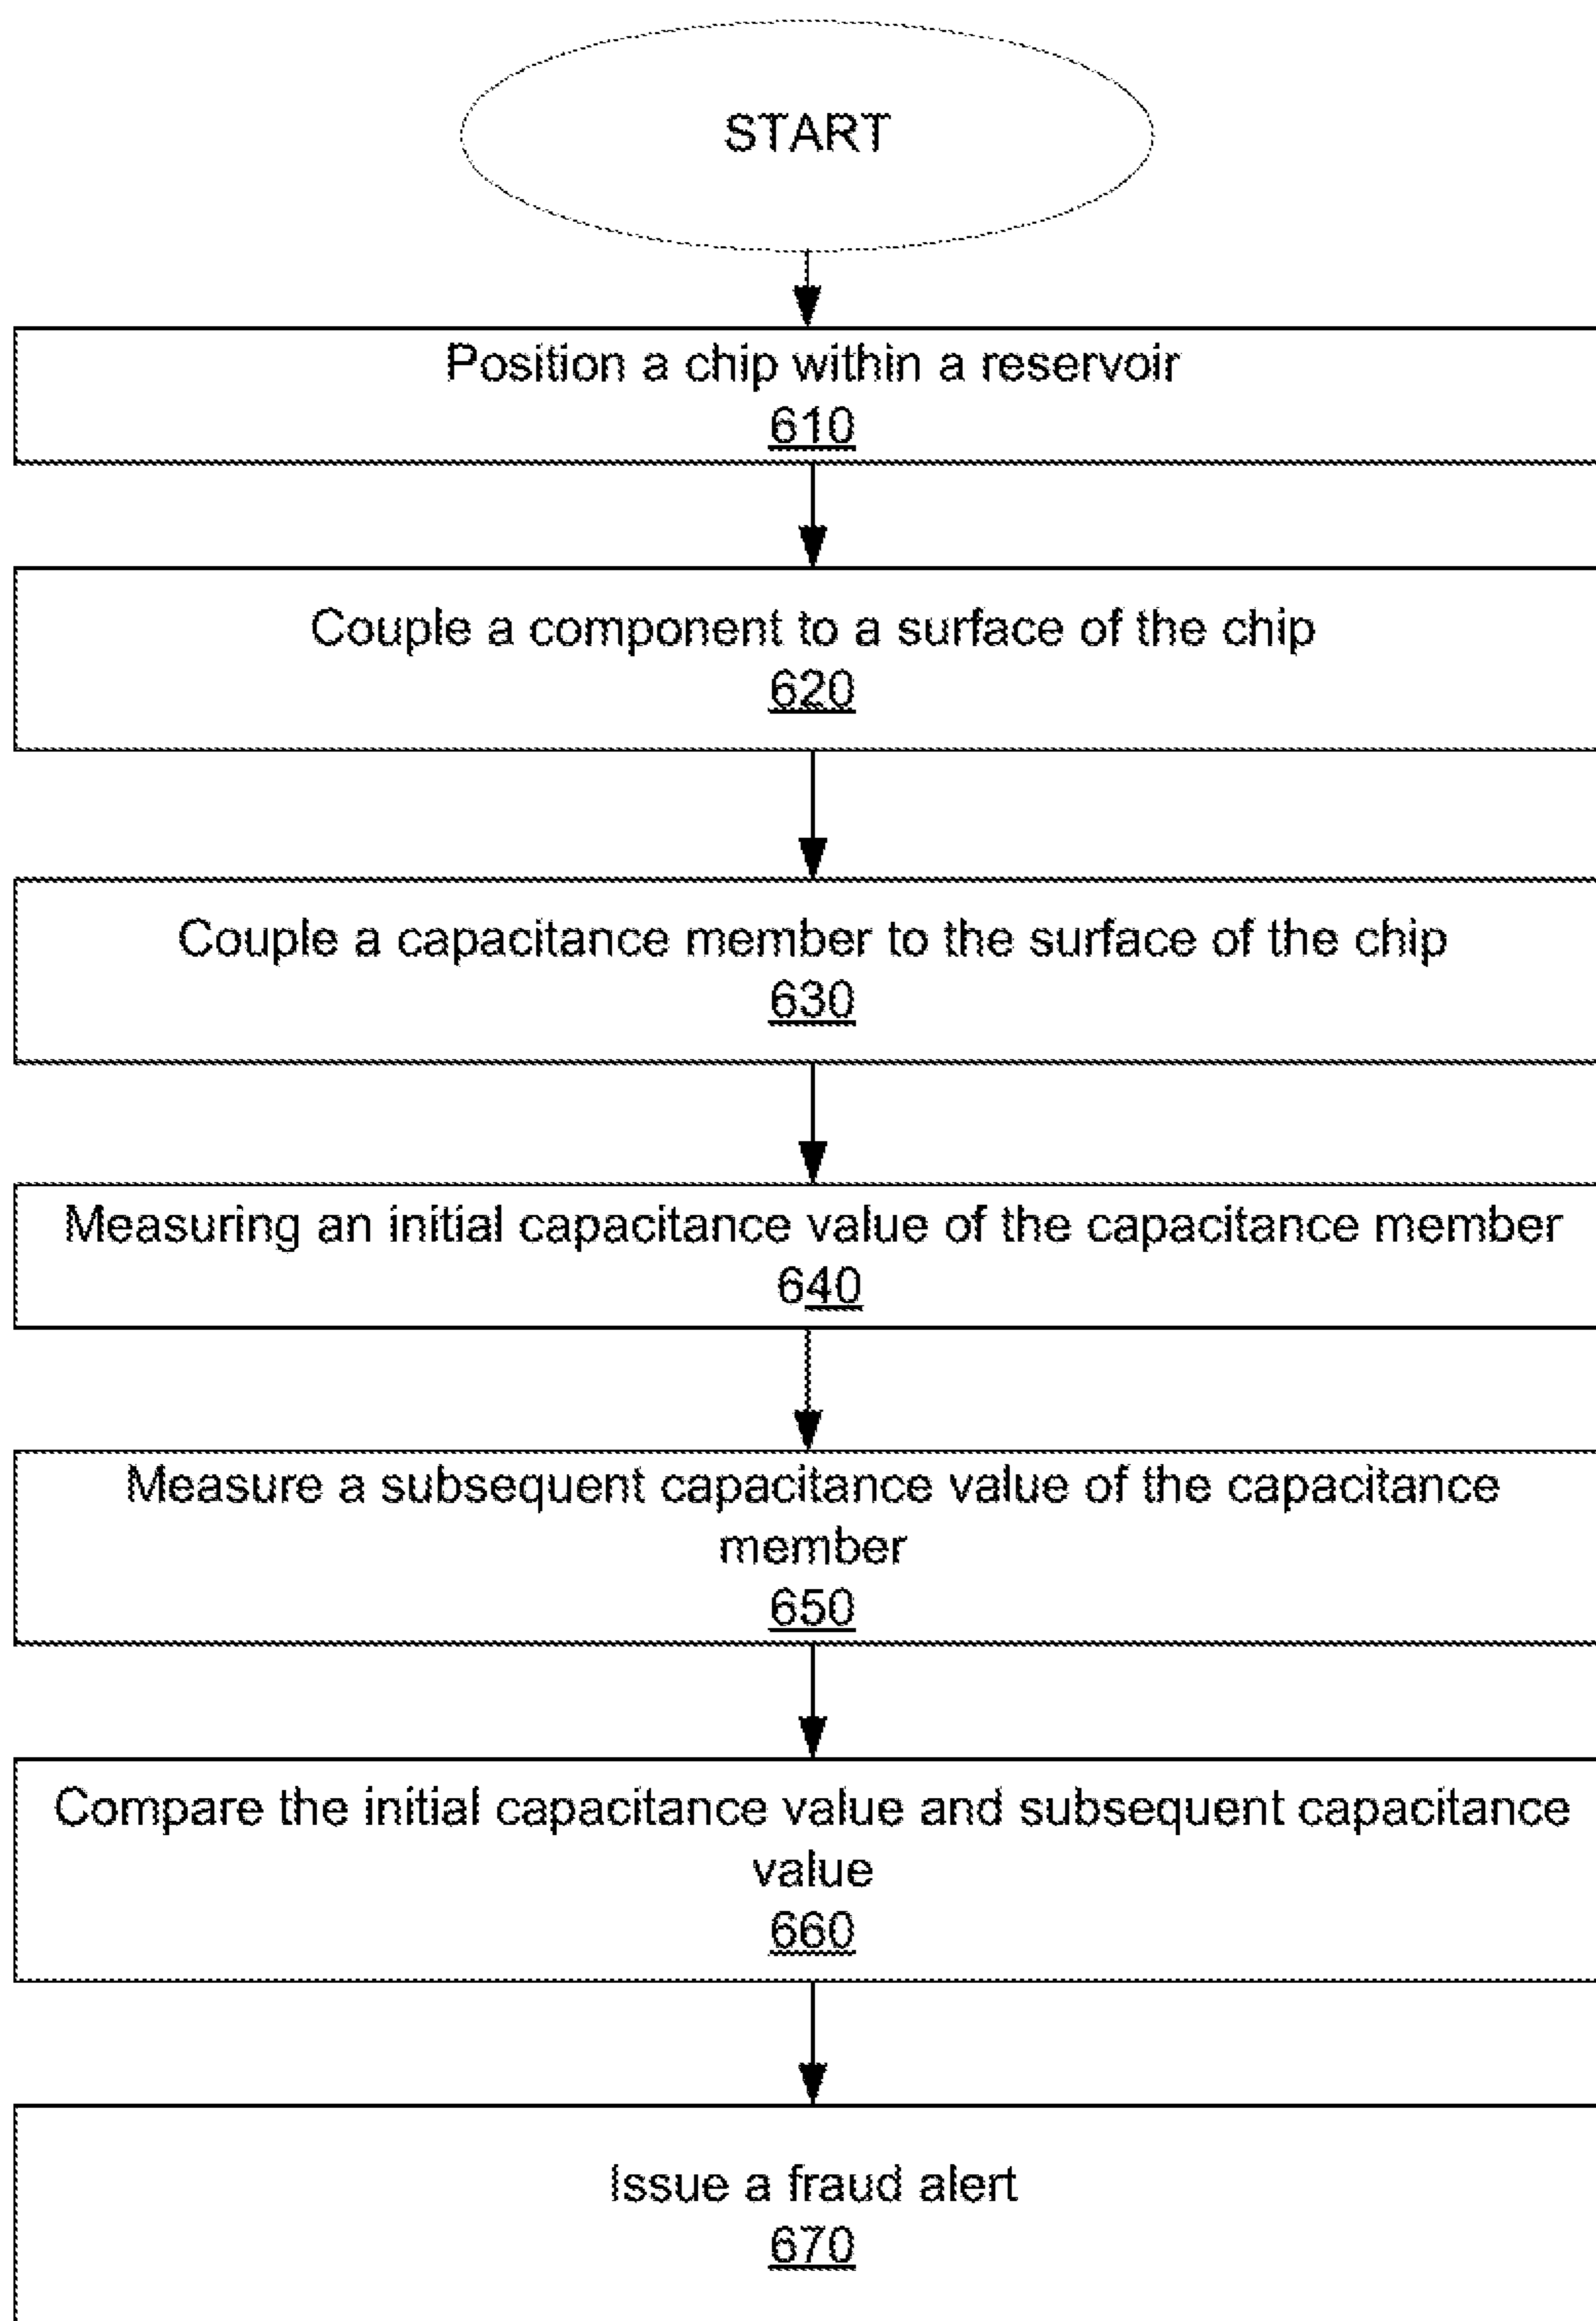 START
Position a chip within a reservoir
610
Couple a component to a surface of the chip
620
Couple a capacitance member to the surface of the chip
630
Measuring an initial capacitance value of the capacitance member
640
Measure a subsequent capacitance value of the capacitance
member
650
Compare the initial capacitance value and subsequent capacitance
value
660
Issue a fraud alert
670